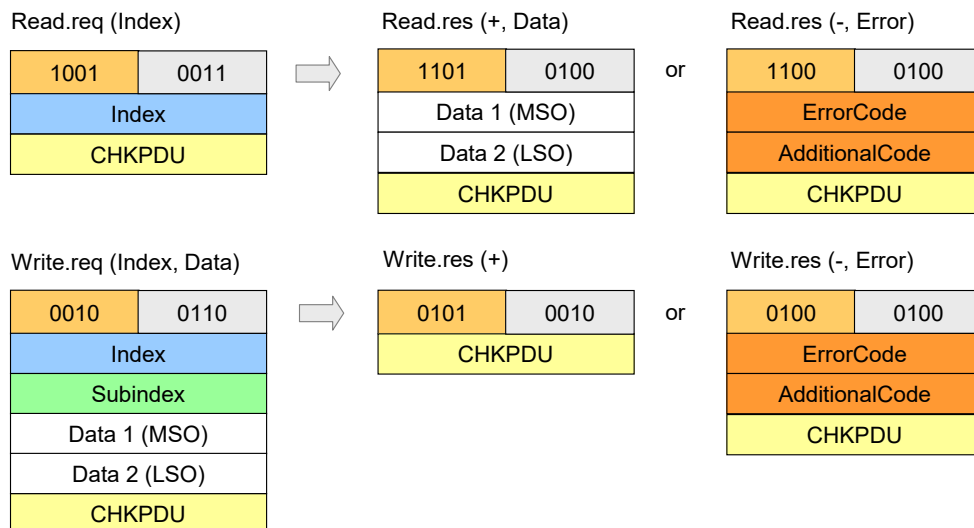 Read.req (Index)
Read.res (+, Data)
Read.res (-, Error)
1001 0011
1101 0100
or
1100 0100
Index
Data 1 (MSO)
ErrorCode
CHKPDU
Data 2 (LSO)
AdditionalCode
CHKPDU
CHKPDU
Write.req (Index, Data)
Write.res (+)
Write.res (-, Error)
0010 0110
0101 0010
or
0100 0100
Index
CHKPDU
ErrorCode
Subindex
AdditionalCode
Data 1 (MSO)
CHKPDU
Data 2 (LSO)
CHKPDU